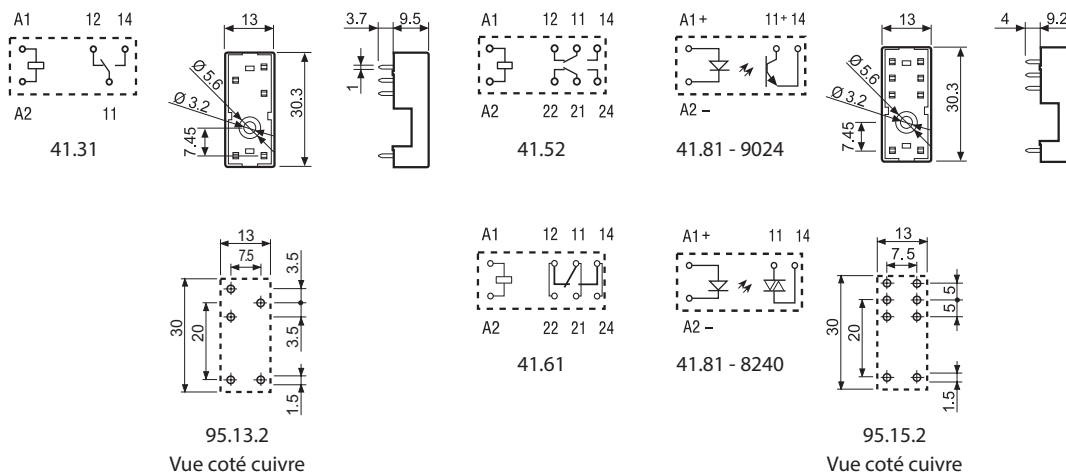 A1 12 14
A2 11
41.31
13
Ø 5.6
Ø 3.2
7.45
30.3
3.7 9.5
1
A1 12 11 14
A2 22 21 24
41.52
A1 + 11+ 14
A2 –
41.81 - 9024
13
Ø 5.6
Ø 3.2
7.45
30.3
4 9.2
13
7.5
3.5
30
20
3.5
1.5
95.13.2
Vue coté cuivre
A1 12 11 14
A2 22 21 24
41.61
A1 + 11 14
A2 –
41.81 - 8240
13
7.5
5
30
20
5
1.5
95.15.2
Vue coté cuivre